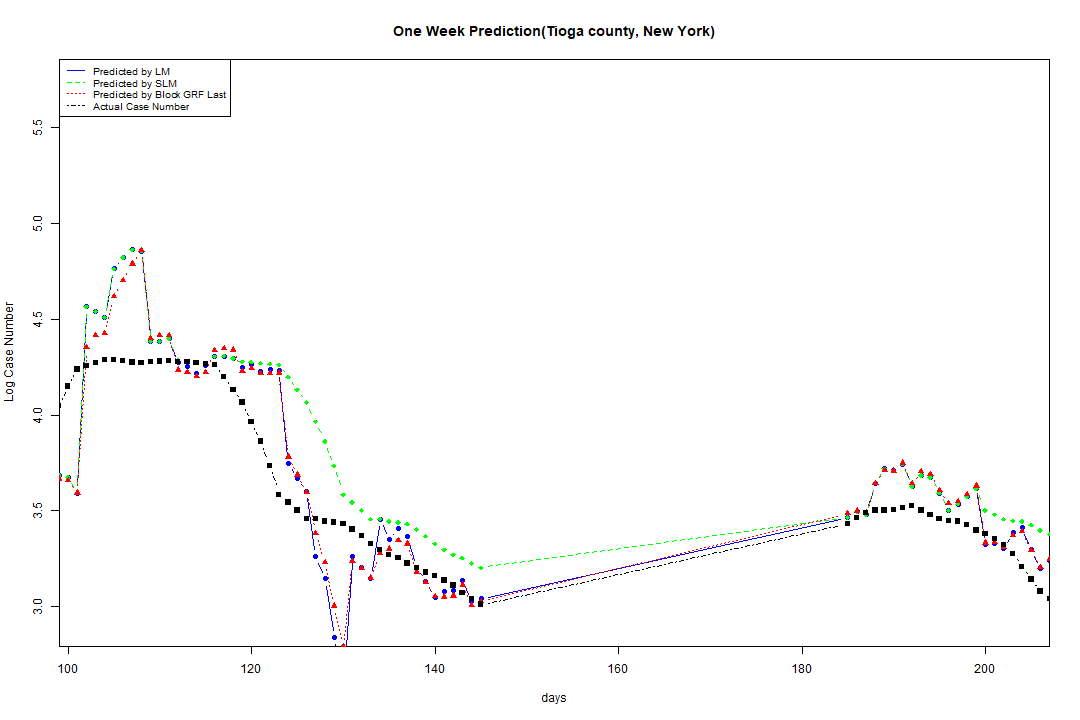 One Week Prediction(Tioga county, New York)
Predicted by LM
Predicted by SLM
Predicted by Block GRF Last
Actual Case Number
5.5
5.0
4.5
4.0
3.5
3.0
Log Case Number
100 120 140 160 180 200
days